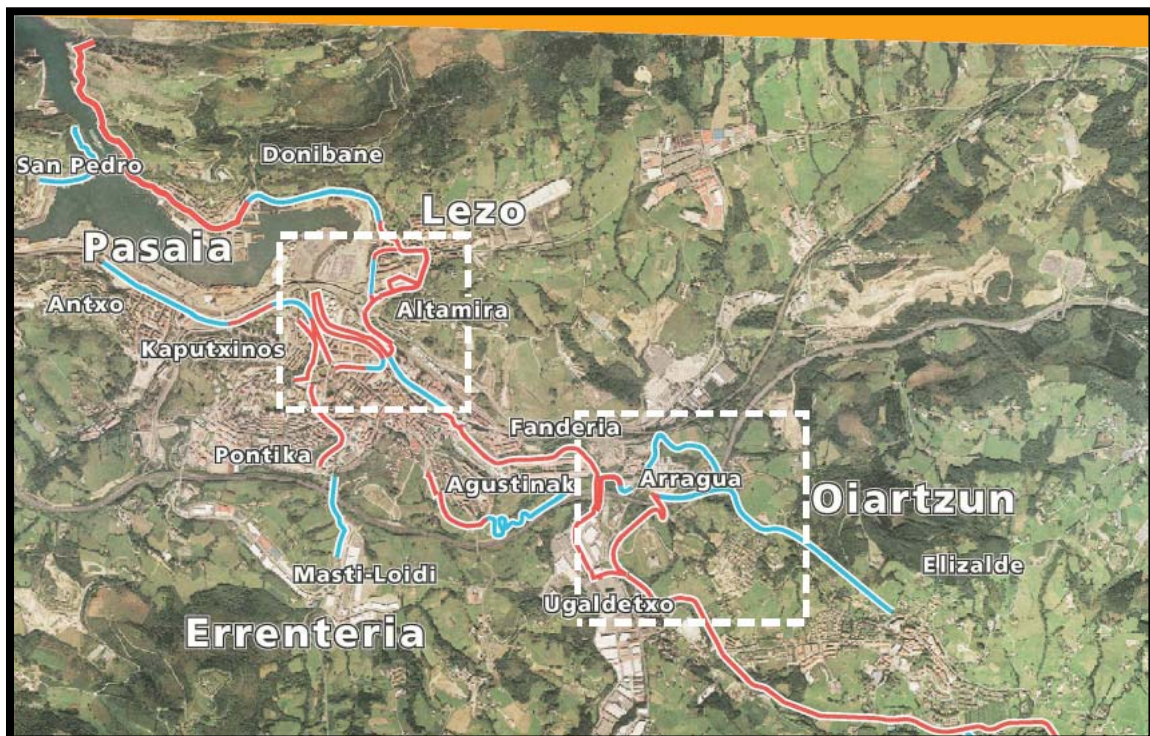 San Pedro
Donibane
Lezo
Pasaia
Antxo
Altamira
Kaputxinos
Fanderia
Pontika
Agustinak
Arragua
Oiartzun
Elizalde
Masti-Loidi
Ugaldetxo
Errenteria